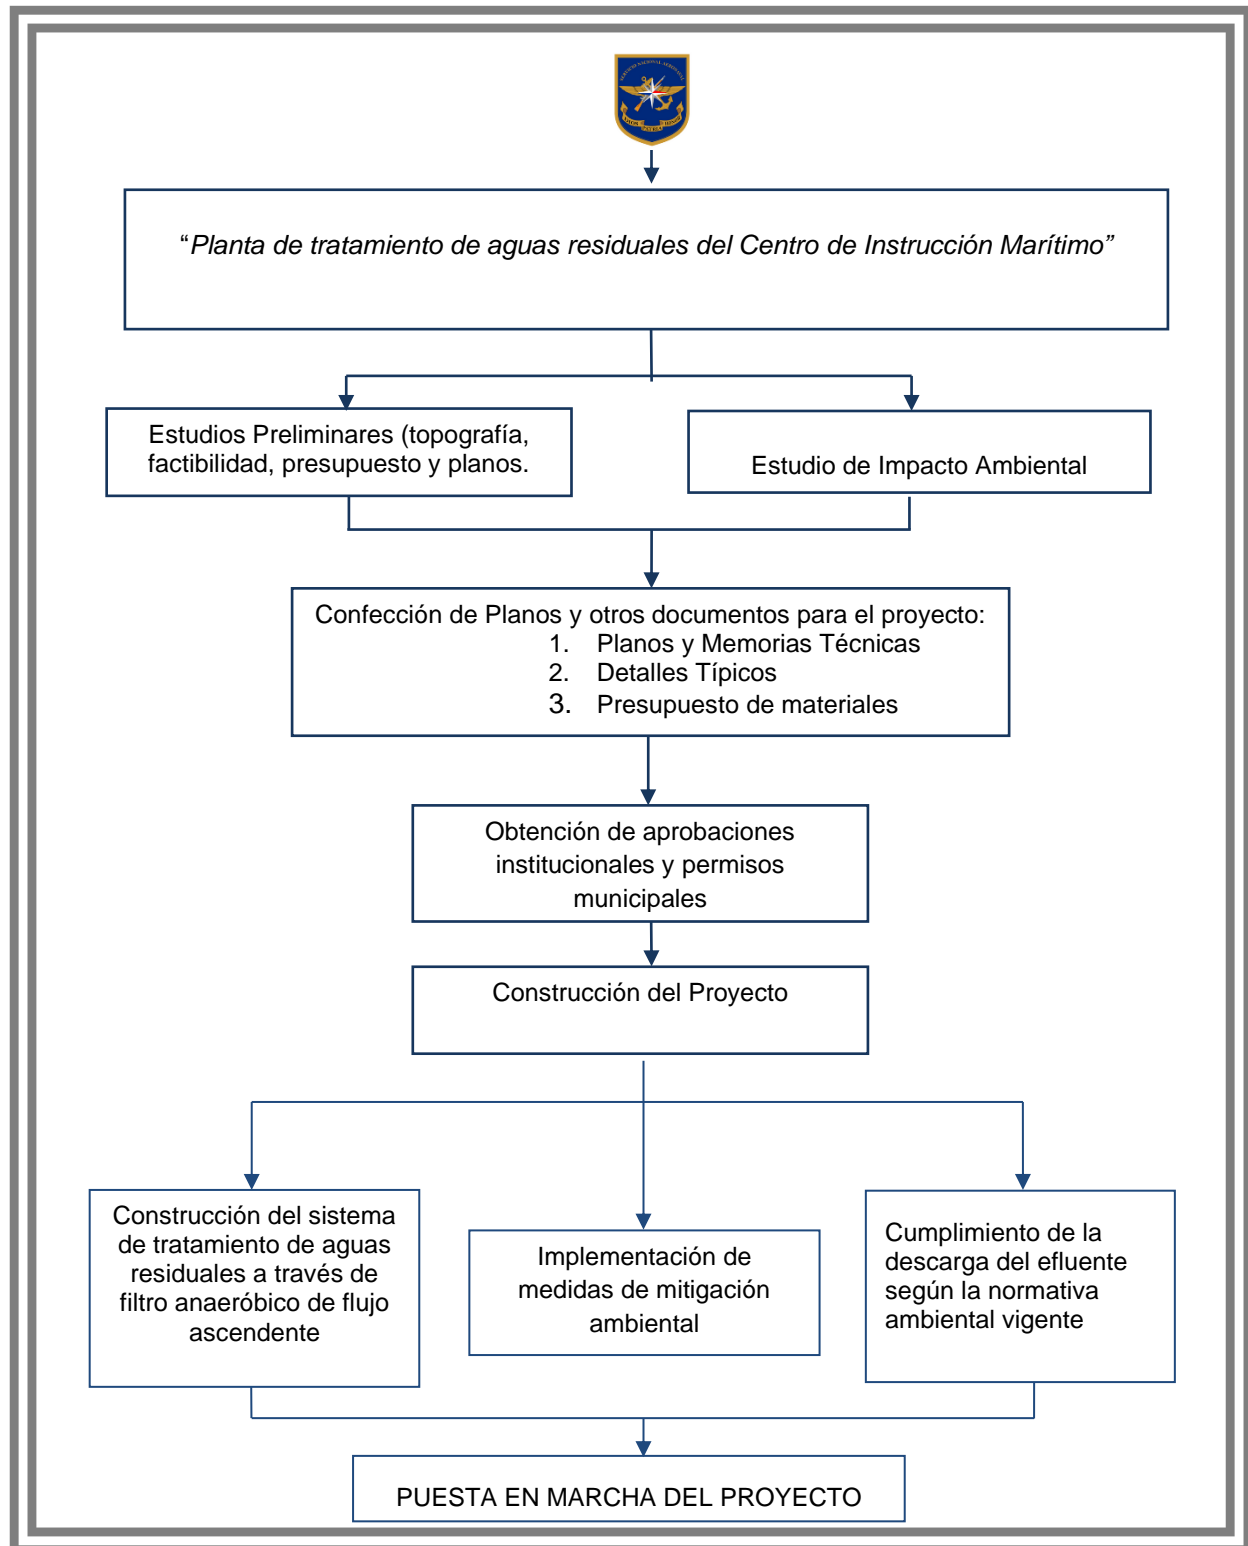 SERVICIO NACIONAL AERONAVAL
PATRIA
“Planta de tratamiento de aguas residuales del Centro de Instrucción Marítimo”
Estudios Preliminares (topografía,
factibilidad, presupuesto y planos.
Estudio de Impacto Ambiental
Confección de Planos y otros documentos para el proyecto:
1. Planos y Memorias Técnicas
2. Detalles Típicos
3. Presupuesto de materiales
Obtención de aprobaciones
institucionales y permisos
municipales
Construcción del Proyecto
Construcción del sistema
de tratamiento de aguas
residuales a través de
filtro anaeróbico de flujo
ascendente
Implementación de
medidas de mitigación
ambiental
Cumplimiento de la
descarga del efluente
según la normativa
ambiental vigente
PUESTA EN MARCHA DEL PROYECTO